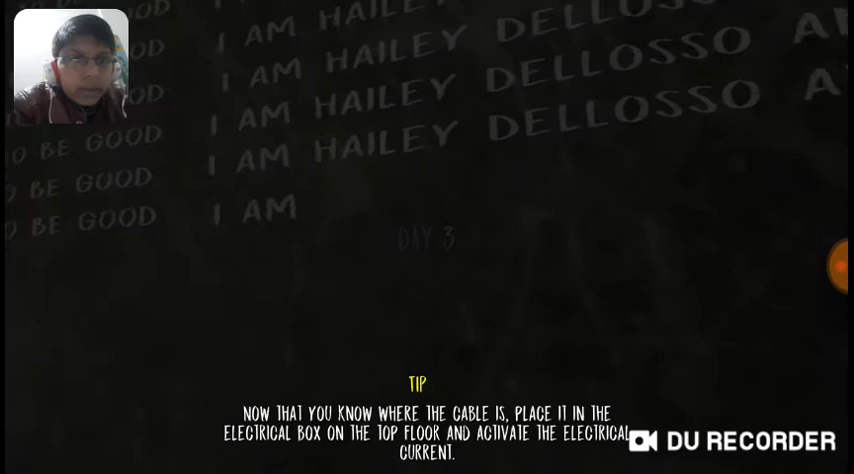 I AM HAILEY
OD I AM HAILEY DELLOSSO A
OD I AM HAILEY DELLOSSO A
O BE GOOD I AM HAILEY DELLOSSO A
O BE GOOD I AM
O BE GOOD
DAY 3
TIP
NOW THAT YOU KNOW WHERE THE CABLE IS, PLACE IT IN THE
ELECTRICAL BOX ON THE TOP FLOOR AND ACTIVATE THE ELECTRICAL
CURRENT.
DU RECORDER